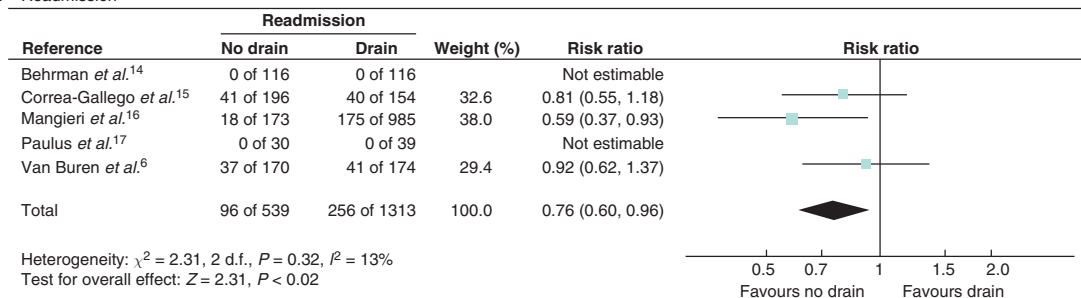 Readmission
Readmission
Reference No drain Drain Weight (%) Risk ratio Risk ratio
Behrman et al.14 0 of 116 0 of 116 Not estimable
Correa-Gallego et al.15 41 of 196 40 of 154 32.6 0.81 (0.55, 1.18)
Mangieri et al.16 18 of 173 175 of 985 38.0 0.59 (0.37, 0.93)
Paulus et al.17 0 of 30 0 of 39 Not estimable
Van Buren et al.6 37 of 170 41 of 174 29.4 0.92 (0.62, 1.37)
Total 96 of 539 256 of 1313 100.0 0.76 (0.60, 0.96)
Heterogeneity: χ2 = 2.31, 2 d.f., P = 0.32, I2 = 13%
Test for overall effect: Z = 2.31, P < 0.02
0.5 0.7 1 1.5 2.0
Favours no drain Favours drain